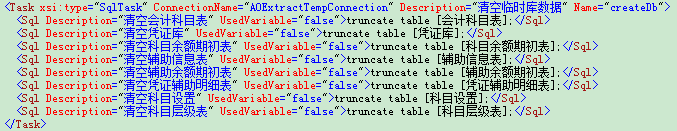 <Task xsi:type="SqlTask" ConnectionName="AOExtractTempConnection" Description="清空临时库数据" Name="createDb">
<Sql Description="清空会计科目表" UsedVariable="false">truncate table [会计科目表];</Sql>
<Sql Description="清空凭证库" UsedVariable="false">truncate table [凭证库];</Sql>
<Sql Description="清空科目余额期初表" UsedVariable="false">truncate table [科目余额期初表];</Sql>
<Sql Description="清空辅助信息表" UsedVariable="false">truncate table [辅助信息表];</Sql>
<Sql Description="清空辅助余额期初表" UsedVariable="false">truncate table [辅助余额期初表];</Sql>
<Sql Description="清空凭证辅助明细表" UsedVariable="false">truncate table [凭证辅助明细表];</Sql>
<Sql Description="清空科目设置" UsedVariable="false">truncate table [科目设置];</Sql>
<Sql Description="清空科目层级表" UsedVariable="false">truncate table [科目层级表];</Sql>
</Task>